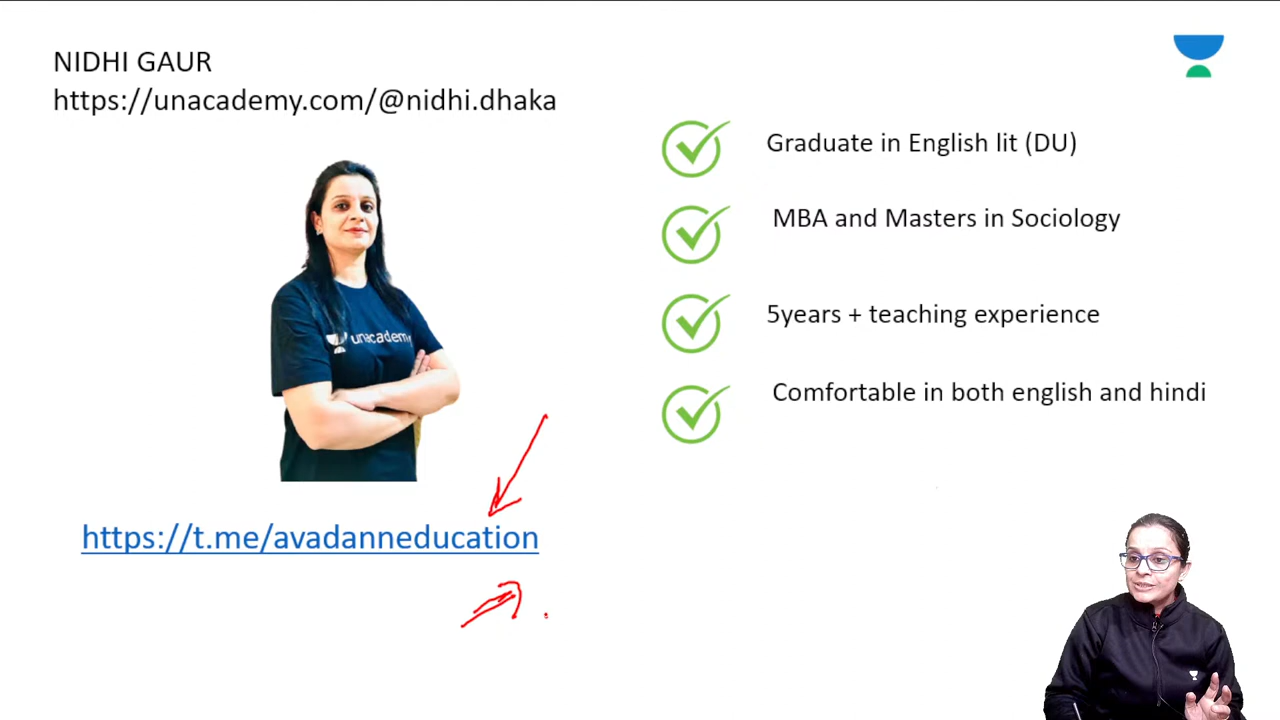 NIDHI GAUR
https://unacademy.com/@nidhi.dhaka
Graduate in English lit (DU)
MBA and Masters in Sociology
5years + teaching experience
Comfortable in both english and hindi
unacademy
https://t.me/avadanneducation